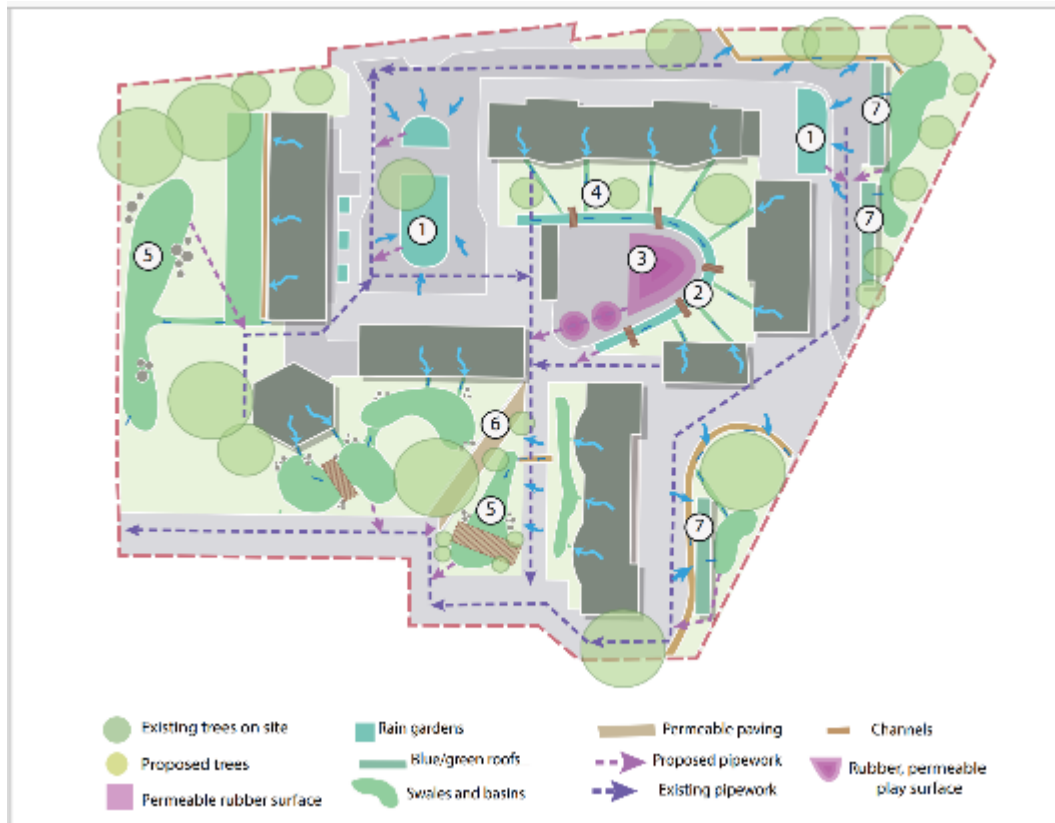 1
7
4
1
7
5
3
2
6
5
7
Existing trees on site
Rain gardens
Permeable paving
Channels
Proposed trees
Blue/green roofs
Proposed pipework
Rubber, permeable
play surface
Permeable rubber surface
Swales and basins
Existing pipework